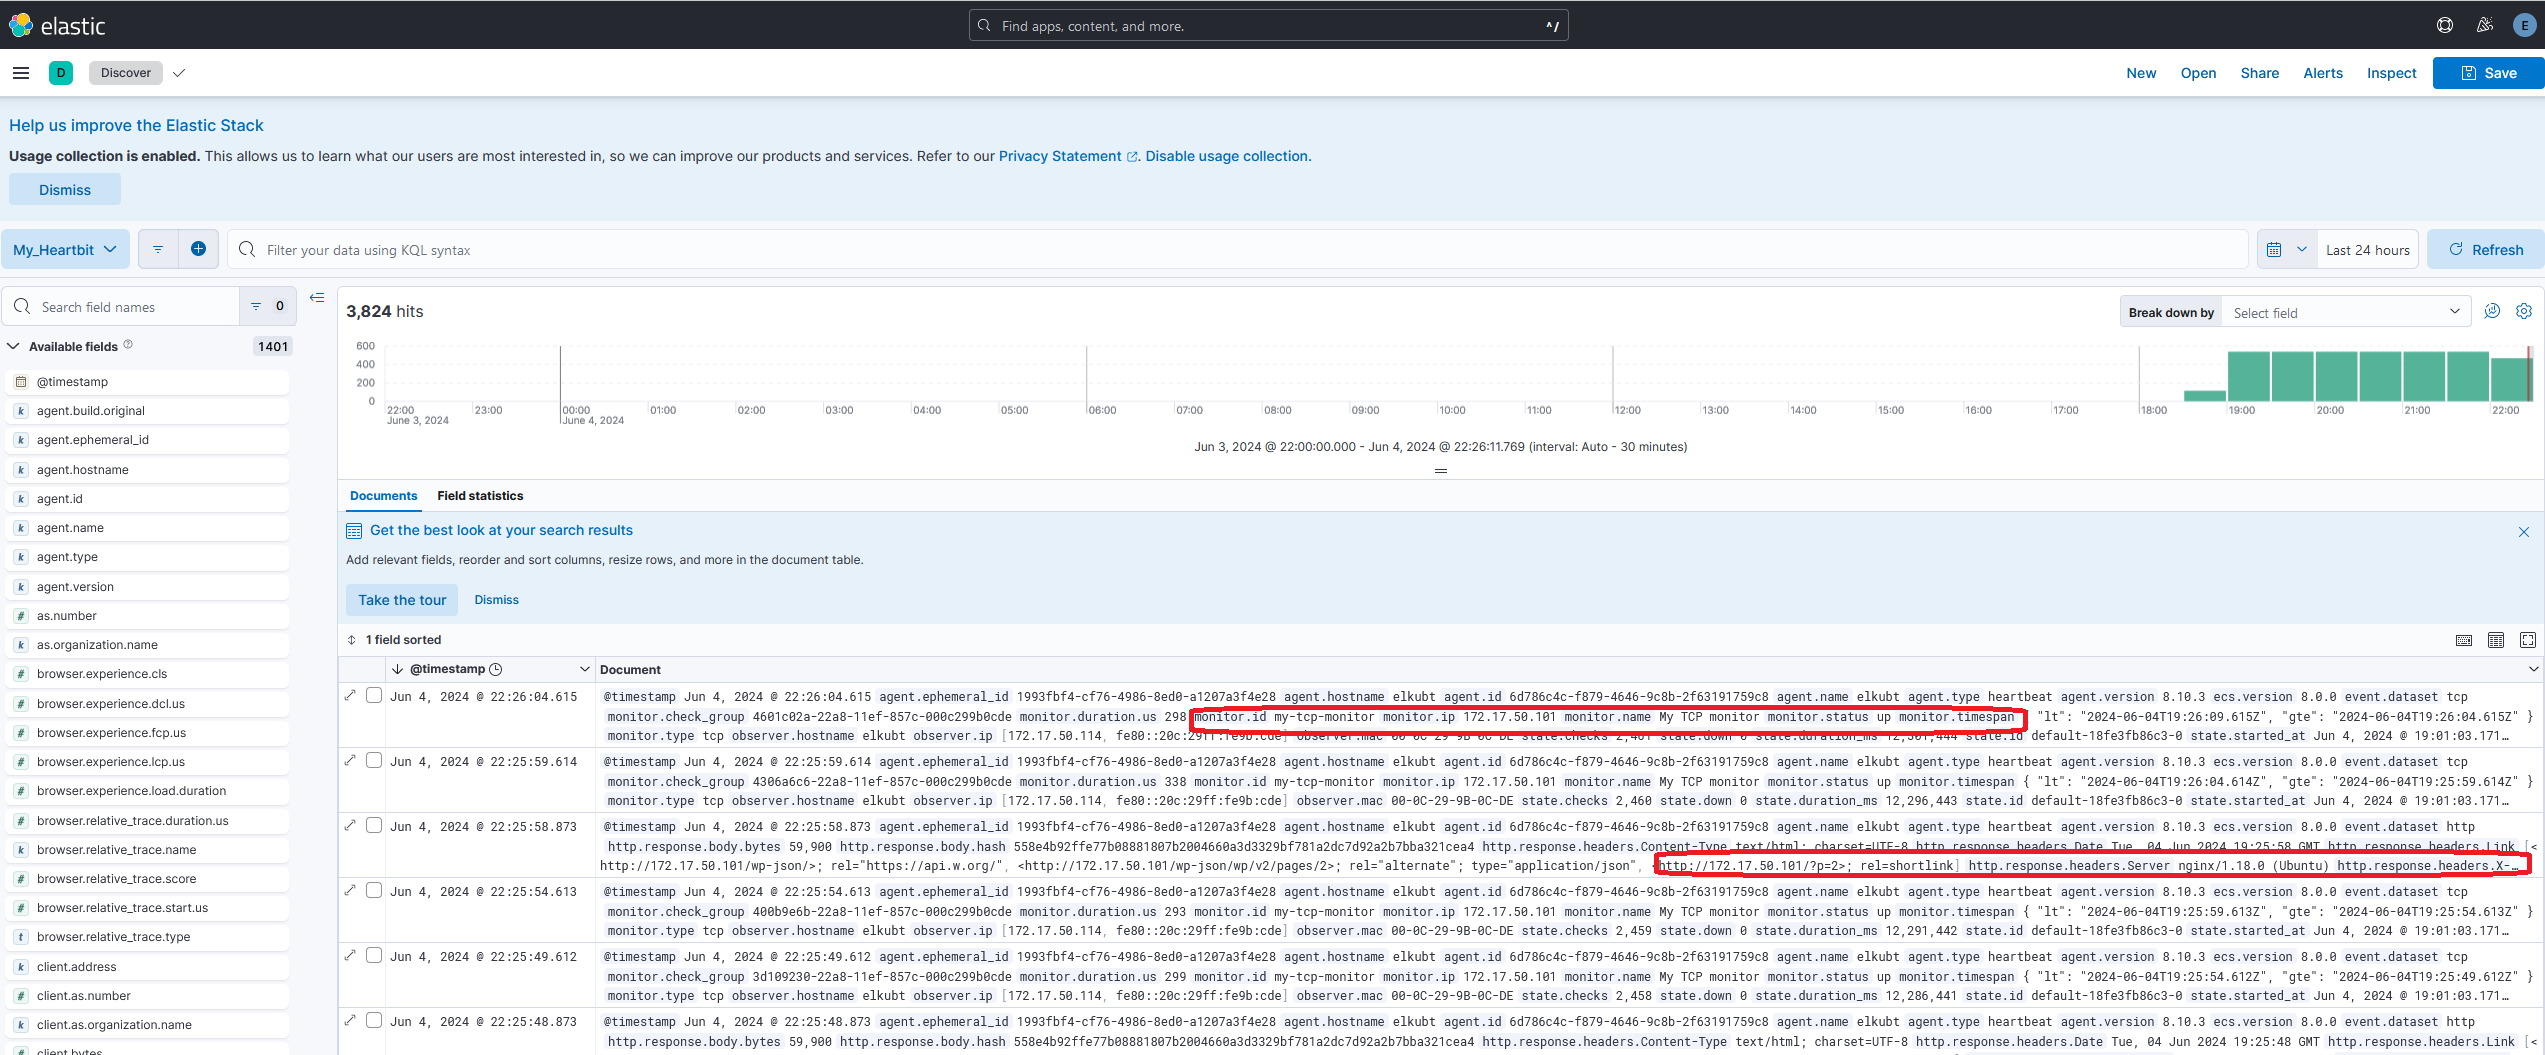 elastic
Find apps, content, and more.
^/
E
D
Discover
New
Open
Share
Alerts
Inspect
Save
Help us improve the Elastic Stack
Usage collection is enabled. This allows us to learn what our users are most interested in, so we can improve our products and services. Refer to our Privacy Statement. Disable usage collection.
Dismiss
My_Heartbit
Filter your data using KQL syntax
Last 24 hours
Refresh
Search field names
0
3,824 hits
Break down by
Select field
Available fields
1401
@timestamp
agent.build.original
agent.ephemeral_id
agent.hostname
agent.id
agent.name
agent.type
agent.version
as.number
as.organization.name
browser.experience.cls
browser.experience.dcl.us
browser.experience.fcp.us
browser.experience.lcp.us
browser.experience.load.duration
browser.relative_trace.duration.us
browser.relative_trace.name
browser.relative_trace.score
browser.relative_trace.start.us
browser.relative_trace.type
client.address
client.as.number
client.as.organization.name
client.bytes
600
400
200
0
22:00 23:00 00:00 01:00 02:00 03:00 04:00 05:00 06:00 07:00 08:00 09:00 10:00 11:00 12:00 13:00 14:00 15:00 16:00 17:00 18:00 19:00 20:00 21:00 22:00
June 3, 2024 June 4, 2024
Jun 3, 2024 @ 22:00:00.000 - Jun 4, 2024 @ 22:26:11.769 (interval: Auto - 30 minutes)
Documents
Field statistics
Get the best look at your search results
Add relevant fields, reorder and sort columns, resize rows, and more in the document table.
Take the tour
Dismiss
1 field sorted
@timestamp
Document
Jun 4, 2024 @ 22:26:04.615
@timestamp Jun 4, 2024 @ 22:26:04.615 agent.ephemeral_id 1993fbf4-cf76-4986-8ed0-a1207a3f4e28 agent.hostname elkubt agent.id 6d786c4c-f879-4646-9c8b-2f63191759c8 agent.name elkubt agent.type heartbeat agent.version 8.10.3 ecs.version 8.0.0 event.dataset tcp
monitor.check_group 4601c02a-22a8-11ef-857c-000c299b0cde monitor.duration.us 298 monitor.id my-tcp-monitor monitor.ip 172.17.50.101 monitor.name My TCP monitor monitor.status up monitor.timespan { "lt": "2024-06-04T19:26:09.615Z", "gte": "2024-06-04T19:26:04.615Z" }
monitor.type tcp observer.hostname elkubt observer.ip [172.17.50.114, fe80::20c:29ff:fe9b:cde] observer.mac 00-0C-29-9B-0C-DE state.checks 2,461 state.down 0 state.duration_ms 12,301,444 state.id default-18fe3fb86c3-0 state.started_at Jun 4, 2024 @ 19:01:03.171…
Jun 4, 2024 @ 22:25:59.614
@timestamp Jun 4, 2024 @ 22:25:59.614 agent.ephemeral_id 1993fbf4-cf76-4986-8ed0-a1207a3f4e28 agent.hostname elkubt agent.id 6d786c4c-f879-4646-9c8b-2f63191759c8 agent.name elkubt agent.type heartbeat agent.version 8.10.3 ecs.version 8.0.0 event.dataset tcp
monitor.check_group 4306a6c6-22a8-11ef-857c-000c299b0cde monitor.duration.us 338 monitor.id my-tcp-monitor monitor.ip 172.17.50.101 monitor.name My TCP monitor monitor.status up monitor.timespan { "lt": "2024-06-04T19:26:04.614Z", "gte": "2024-06-04T19:25:59.614Z" }
monitor.type tcp observer.hostname elkubt observer.ip [172.17.50.114, fe80::20c:29ff:fe9b:cde] observer.mac 00-0C-29-9B-0C-DE state.checks 2,460 state.down 0 state.duration_ms 12,296,443 state.id default-18fe3fb86c3-0 state.started_at Jun 4, 2024 @ 19:01:03.171…
Jun 4, 2024 @ 22:25:58.873
@timestamp Jun 4, 2024 @ 22:25:58.873 agent.ephemeral_id 1993fbf4-cf76-4986-8ed0-a1207a3f4e28 agent.hostname elkubt agent.id 6d786c4c-f879-4646-9c8b-2f63191759c8 agent.name elkubt agent.type heartbeat agent.version 8.10.3 ecs.version 8.0.0 event.dataset http
http.response.body.bytes 59,900 http.response.body.hash 558e4b92ffe77b08881807b2004660a3d3329bf781a2dc7d92a2b7bba321cea4 http.response.headers.Content-Type text/html; charset=UTF-8 http.response.headers.Date Tue, 04 Jun 2024 19:25:58 GMT http.response.headers.Link [<
http://172.17.50.101/wp-json/>; rel="https://api.w.org/", <http://172.17.50.101/wp-json/wp/v2/pages/2>; rel="alternate"; type="application/json", <http://172.17.50.101/?p=2>; rel=shortlink] http.response.headers.Server nginx/1.18.0 (Ubuntu) http.response.headers.X-…
Jun 4, 2024 @ 22:25:54.613
@timestamp Jun 4, 2024 @ 22:25:54.613 agent.ephemeral_id 1993fbf4-cf76-4986-8ed0-a1207a3f4e28 agent.hostname elkubt agent.id 6d786c4c-f879-4646-9c8b-2f63191759c8 agent.name elkubt agent.type heartbeat agent.version 8.10.3 ecs.version 8.0.0 event.dataset tcp
monitor.check_group 400b9e6b-22a8-11ef-857c-000c299b0cde monitor.duration.us 293 monitor.id my-tcp-monitor monitor.ip 172.17.50.101 monitor.name My TCP monitor monitor.status up monitor.timespan { "lt": "2024-06-04T19:25:59.613Z", "gte": "2024-06-04T19:25:54.613Z" }
monitor.type tcp observer.hostname elkubt observer.ip [172.17.50.114, fe80::20c:29ff:fe9b:cde] observer.mac 00-0C-29-9B-0C-DE state.checks 2,459 state.down 0 state.duration_ms 12,291,442 state.id default-18fe3fb86c3-0 state.started_at Jun 4, 2024 @ 19:01:03.171…
Jun 4, 2024 @ 22:25:49.612
@timestamp Jun 4, 2024 @ 22:25:49.612 agent.ephemeral_id 1993fbf4-cf76-4986-8ed0-a1207a3f4e28 agent.hostname elkubt agent.id 6d786c4c-f879-4646-9c8b-2f63191759c8 agent.name elkubt agent.type heartbeat agent.version 8.10.3 ecs.version 8.0.0 event.dataset tcp
monitor.check_group 3d109230-22a8-11ef-857c-000c299b0cde monitor.duration.us 299 monitor.id my-tcp-monitor monitor.ip 172.17.50.101 monitor.name My TCP monitor monitor.status up monitor.timespan { "lt": "2024-06-04T19:25:54.612Z", "gte": "2024-06-04T19:25:49.612Z" }
monitor.type tcp observer.hostname elkubt observer.ip [172.17.50.114, fe80::20c:29ff:fe9b:cde] observer.mac 00-0C-29-9B-0C-DE state.checks 2,458 state.down 0 state.duration_ms 12,286,441 state.id default-18fe3fb86c3-0 state.started_at Jun 4, 2024 @ 19:01:03.171…
Jun 4, 2024 @ 22:25:48.873
@timestamp Jun 4, 2024 @ 22:25:48.873 agent.ephemeral_id 1993fbf4-cf76-4986-8ed0-a1207a3f4e28 agent.hostname elkubt agent.id 6d786c4c-f879-4646-9c8b-2f63191759c8 agent.name elkubt agent.type heartbeat agent.version 8.10.3 ecs.version 8.0.0 event.dataset http
http.response.body.bytes 59,900 http.response.body.hash 558e4b92ffe77b08881807b2004660a3d3329bf781a2dc7d92a2b7bba321cea4 http.response.headers.Content-Type text/html; charset=UTF-8 http.response.headers.Date Tue, 04 Jun 2024 19:25:48 GMT http.response.headers.Link [<